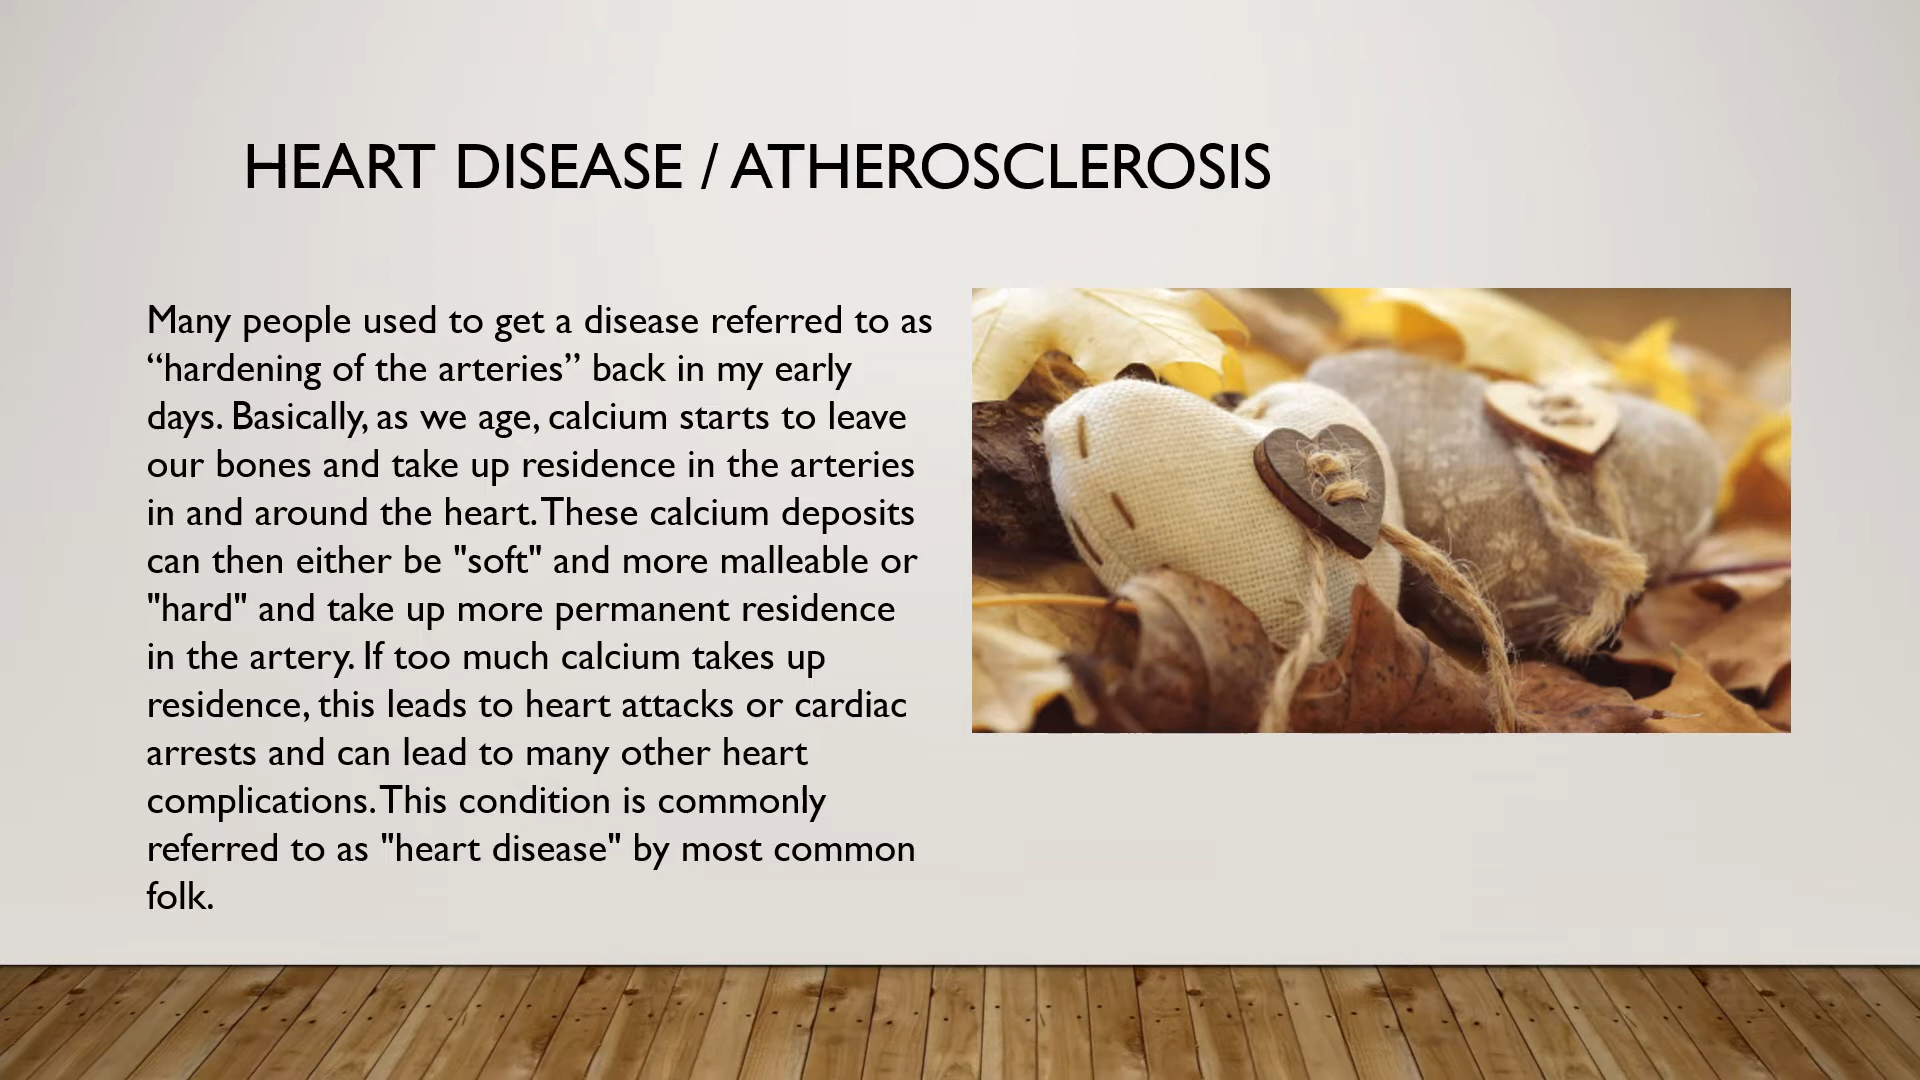 HEART DISEASE / ATHEROSCLEROSIS
Many people used to get a disease referred to as
“hardening of the arteries” back in my early
days. Basically, as we age, calcium starts to leave
our bones and take up residence in the arteries
in and around the heart. These calcium deposits
can then either be "soft" and more malleable or
"hard" and take up more permanent residence
in the artery. If too much calcium takes up
residence, this leads to heart attacks or cardiac
arrests and can lead to many other heart
complications. This condition is commonly
referred to as "heart disease" by most common
folk.